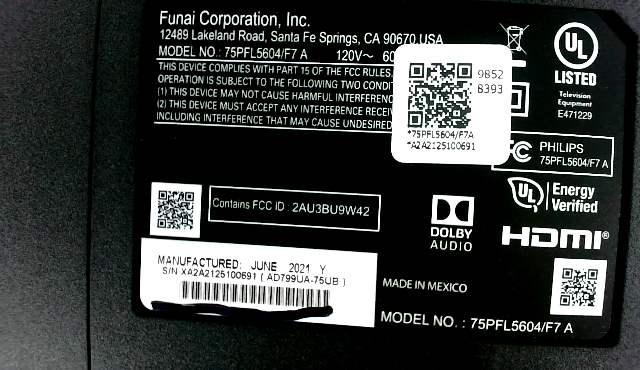 Funai Corporation, Inc.
12489 Lakeland Road, Santa Fe Springs, CA 90670 USA
MODEL NO.: 75PFL5604/F7 A 120V~ 60
THIS DEVICE COMPLIES WITH PART 15 OF THE FCC RULES.
OPERATION IS SUBJECT TO THE FOLLOWING TWO
(1) THIS DEVICE MAY NOT CAUSE HARMFUL
(2) THIS DEVICE MUST ACCEPT ANY INTERFERENCE
INCLUDING INTERFERENCE THAT MAY CAUSE
9852
8393
*75PFL5604/F7A
*A2A2125100691
UL
LISTED
Television
Equipment
E471229
FC PHILIPS
75PFL5604/F7 A
UL Energy
Verified
Contains FCC ID : 2AU3BU9W42
DOLBY
AUDIO
HDMI®
MANUFACTURED: JUNE 2021 Y
S/N XA2A2125100691 ( AD799UA-75UB )
MADE IN MEXICO
MODEL NO. : 75PFL5604/F7 A